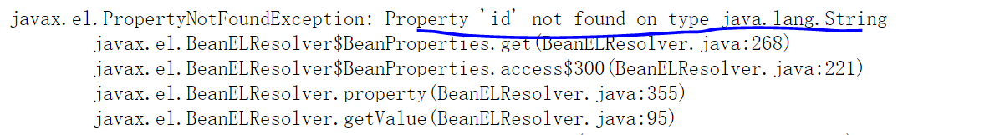 javax.el.PropertyNotFoundException: Property 'id' not found on type java.lang.String
javax.el.BeanELResolver$BeanProperties.get(BeanELResolver.java:268)
javax.el.BeanELResolver$BeanProperties.access$300(BeanELResolver.java:221)
javax.el.BeanELResolver.property(BeanELResolver.java:355)
javax.el.BeanELResolver.getValue(BeanELResolver.java:95)